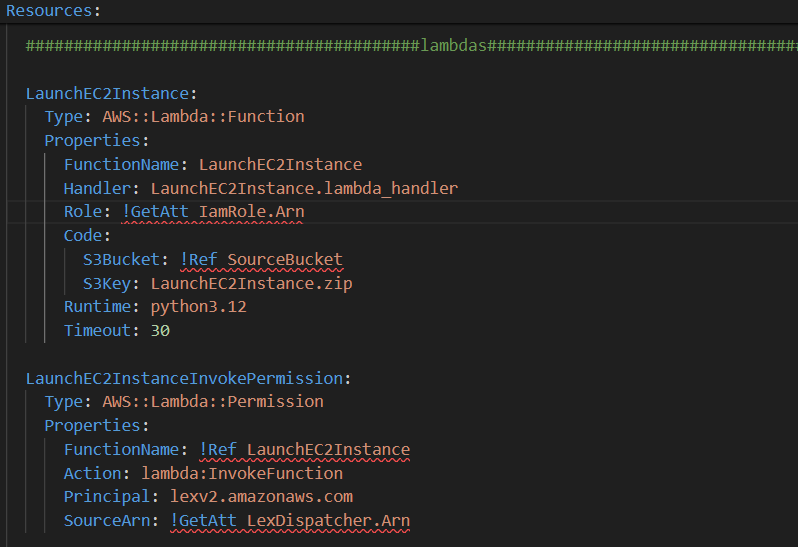 Resources:
#########################################lambdas################################
LaunchEC2Instance:
Type: AWS::Lambda::Function
Properties:
FunctionName: LaunchEC2Instance
Handler: LaunchEC2Instance.lambda_handler
Role: !GetAtt IamRole.Arn
Code:
S3Bucket: !Ref SourceBucket
S3Key: LaunchEC2Instance.zip
Runtime: python3.12
Timeout: 30
LaunchEC2InstanceInvokePermission:
Type: AWS::Lambda::Permission
Properties:
FunctionName: !Ref LaunchEC2Instance
Action: lambda:InvokeFunction
Principal: lexv2.amazonaws.com
SourceArn: !GetAtt LexDispatcher.Arn